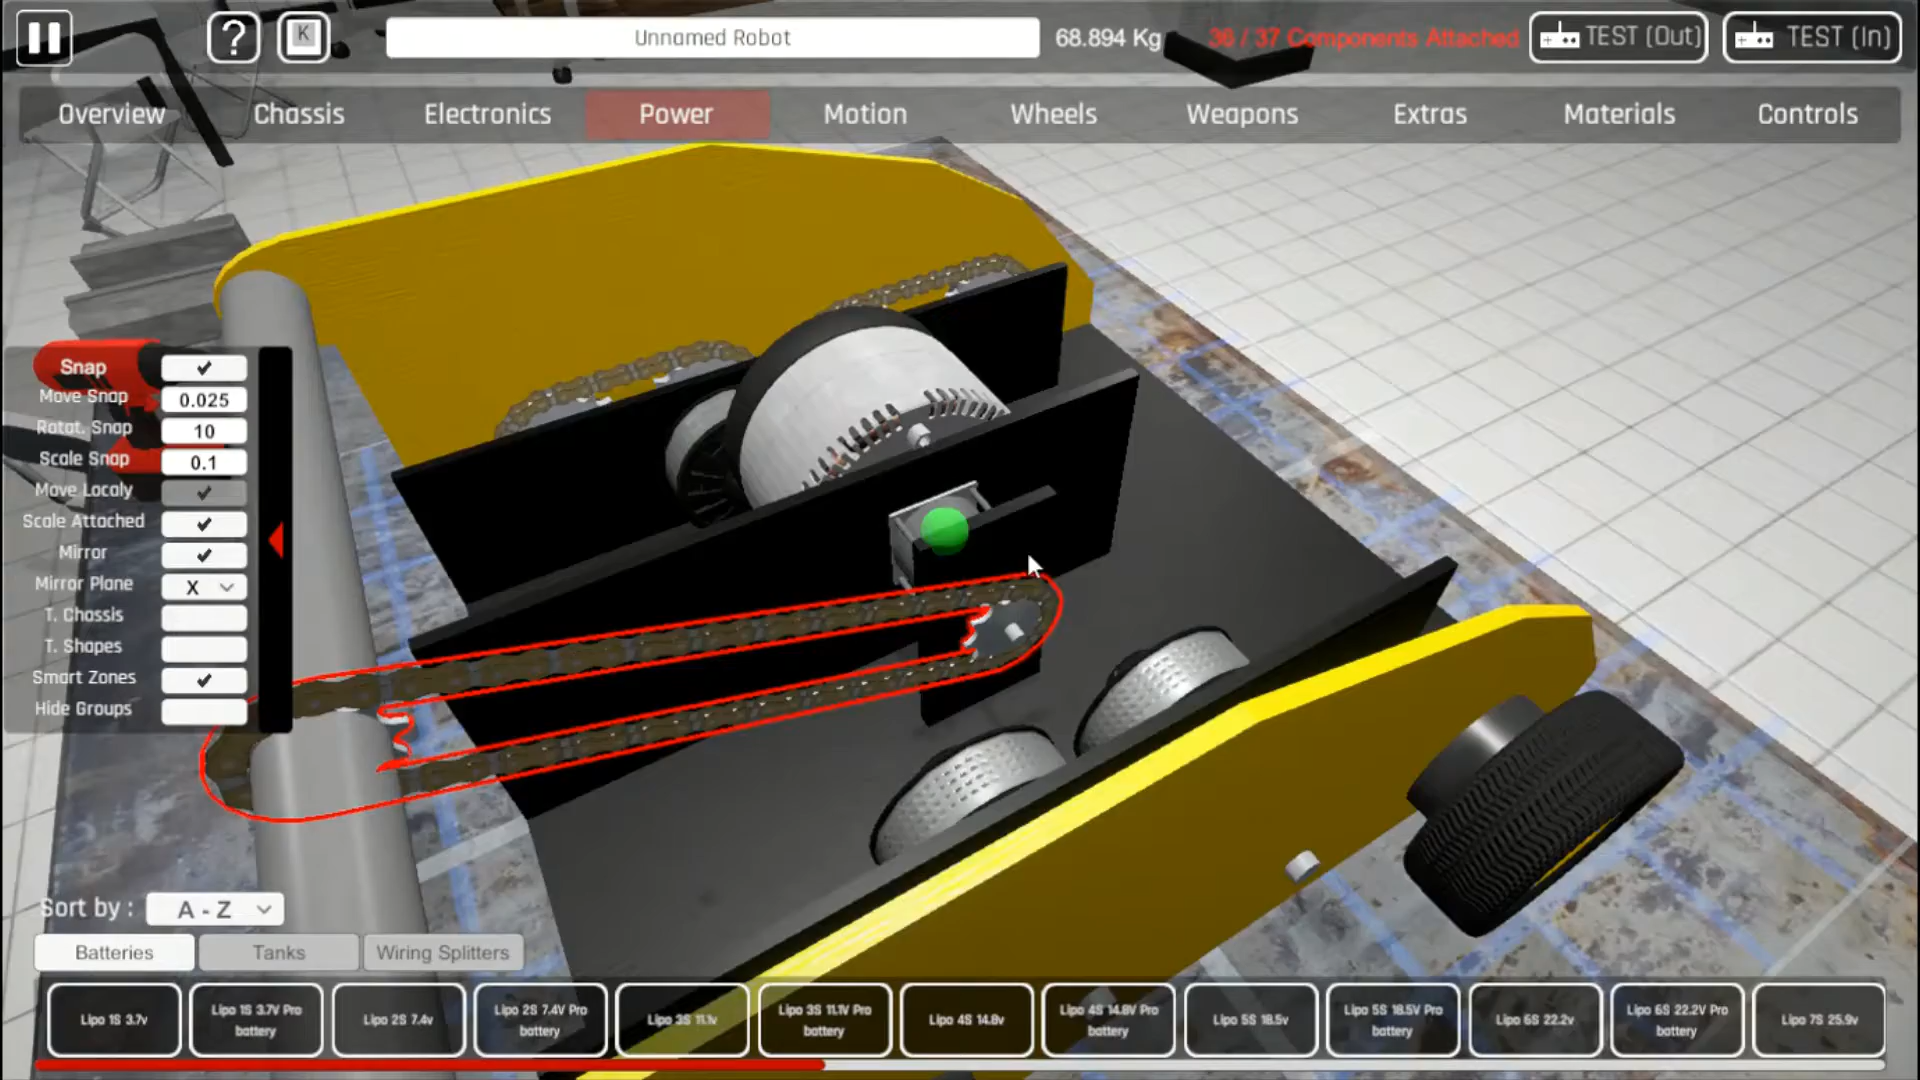 ?
K
Unnamed Robot
68.894 Kg
36 / 37 Components Attached
TEST (Out)
TEST (In)
Overview
Chassis
Electronics
Power
Motion
Wheels
Weapons
Extras
Materials
Controls
Snap
Move Snap 0.025
Rotat. Snap 10
Scale Snap 0.1
Move Localy
Scale Attached
Mirror
Mirror Plane X
T. Chassis
T. Shapes
Smart Zones
Hide Groups
Sort by : A - Z
Batteries
Tanks
Wiring Splitters
Lipo 1S 3.7v
Lipo 1S 3.7V Pro
battery
Lipo 2S 7.4v
Lipo 2S 7.4V Pro
battery
Lipo 3S 11.1v
Lipo 3S 11.1V Pro
battery
Lipo 4S 14.8v
Lipo 4S 14.8V Pro
battery
Lipo 5S 18.5v
Lipo 5S 18.5V Pro
battery
Lipo 6S 22.2v
Lipo 6S 22.2V Pro
battery
Lipo 7S 25.9v